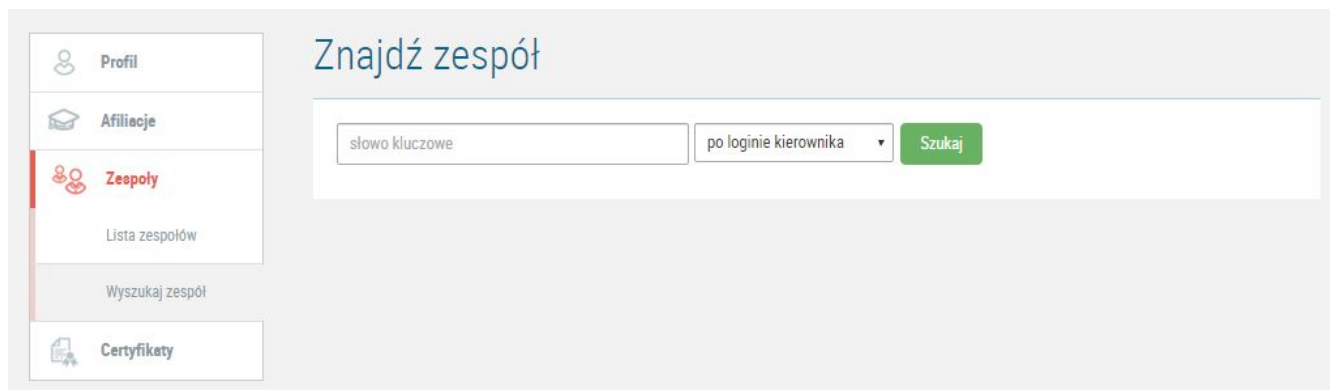 Profil
Afiliacje
Zespoły
Lista zespołów
Wyszukaj zespół
Certyfikaty
Znajdź zespół
słowo kluczowe
po loginie kierownika
Szukaj